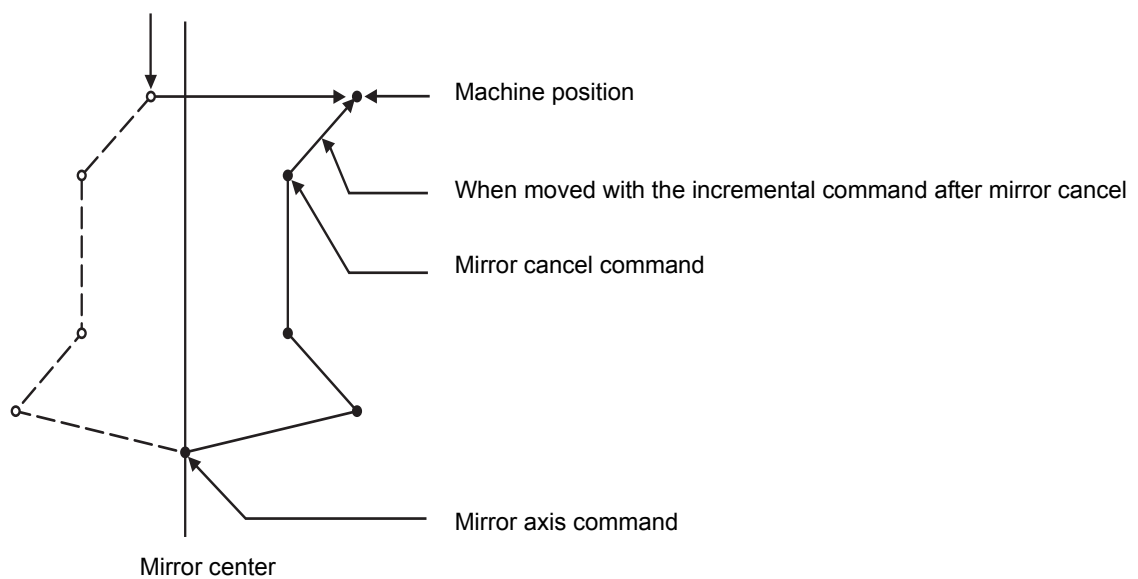 Machine position
When moved with the incremental command after mirror cancel
Mirror cancel command
Mirror axis command
Mirror center